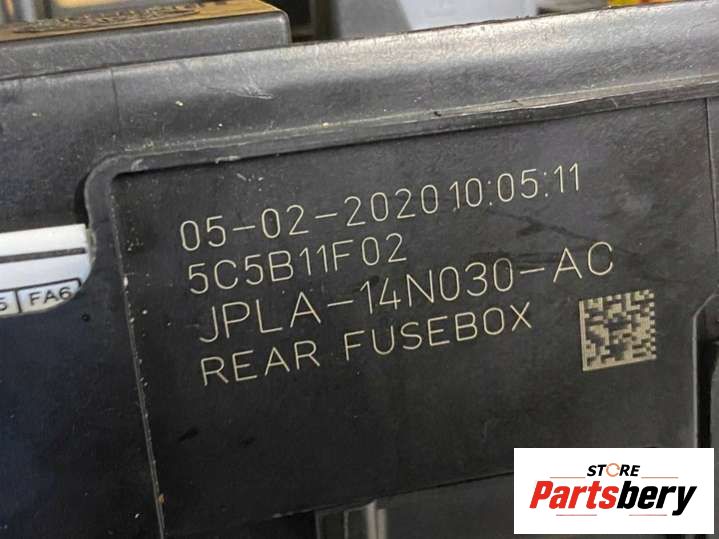 05-02-2020 10:05:11
5C5B11F02
JPLA-14N030-AC
REAR FUSEBOX
FA6
STORE
Partsbery